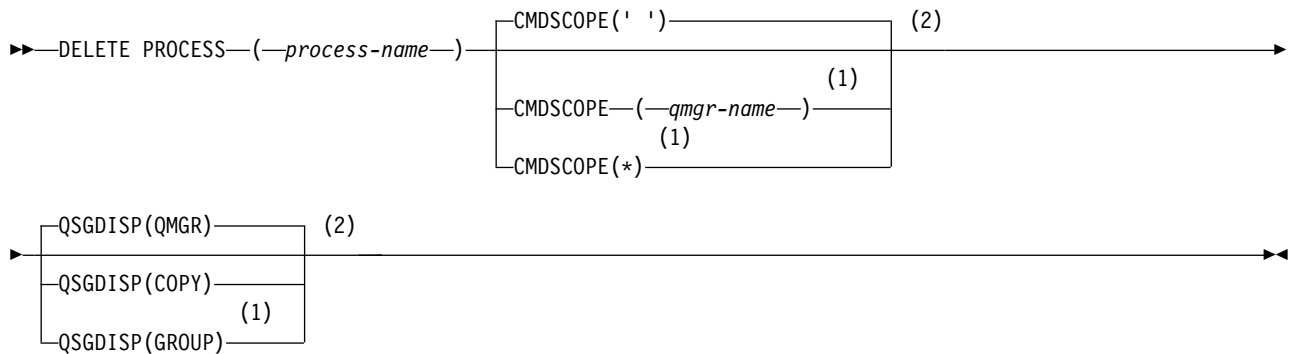 CMDSCOPE(' ') (2)
DELETE PROCESS ( process-name )
(1)
CMDSCOPE ( qmgr-name )
(1)
CMDSCOPE(*)
QSGDISP(QMGR) (2)
QSGDISP(COPY)
(1)
QSGDISP(GROUP)